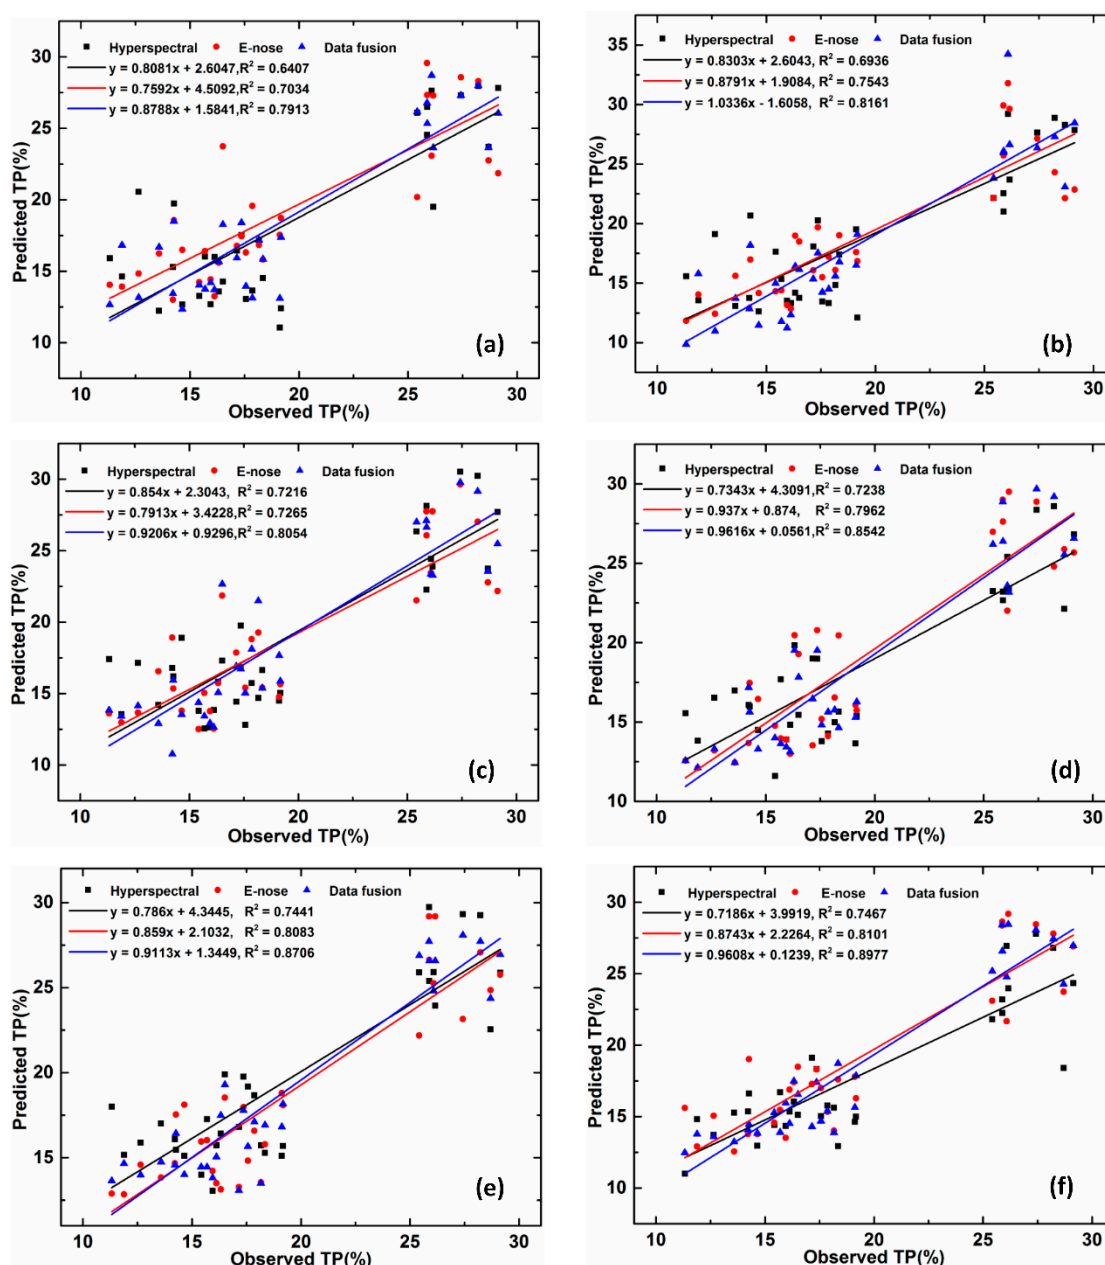 Hyperspectral E-nose Data fusion
y = 0.8081x + 2.6047,R² = 0.6407
y = 0.7592x + 4.5092,R² = 0.7034
y = 0.8788x + 1.5841,R² = 0.7913
30
25
20
15
10
Predicted TP(%)
(a)
10 15 20 25 30
Observed TP(%)
Hyperspectral E-nose Data fusion
y = 0.8303x + 2.6043,R² = 0.6936
y = 0.8791x + 1.9084,R² = 0.7543
y = 1.0336x - 1.6058, R² = 0.8161
35
30
25
20
15
10
Predicted TP(%)
(b)
10 15 20 25 30
Observed TP(%)
Hyperspectral E-nose Data fusion
y = 0.854x + 2.3043, R² = 0.7216
y = 0.7913x + 3.4228,R² = 0.7265
y = 0.9206x + 0.9296,R² = 0.8054
30
25
20
15
10
Predicted TP(%)
(c)
10 15 20 25 30
Observed TP(%)
Hyperspectral E-nose Data fusion
y = 0.7343x + 4.3091,R² = 0.7238
y = 0.937x + 0.874, R² = 0.7962
y = 0.9616x + 0.0561,R² = 0.8542
30
25
20
15
10
Predicted TP(%)
(d)
10 15 20 25 30
Observed TP(%)
Hyperspectral E-nose Data fusion
y = 0.786x + 4.3445, R² = 0.7441
y = 0.859x + 2.1032, R² = 0.8083
y = 0.9113x + 1.3449, R² = 0.8706
30
25
20
15
Predicted TP(%)
(e)
10 15 20 25 30
Observed TP(%)
Hyperspectral E-nose Data fusion
y = 0.7186x + 3.9919, R² = 0.7467
y = 0.8743x + 2.2264, R² = 0.8101
y = 0.9608x + 0.1239, R² = 0.8977
30
25
20
15
10
Predicted TP(%)
(f)
10 15 20 25 30
Observed TP(%)